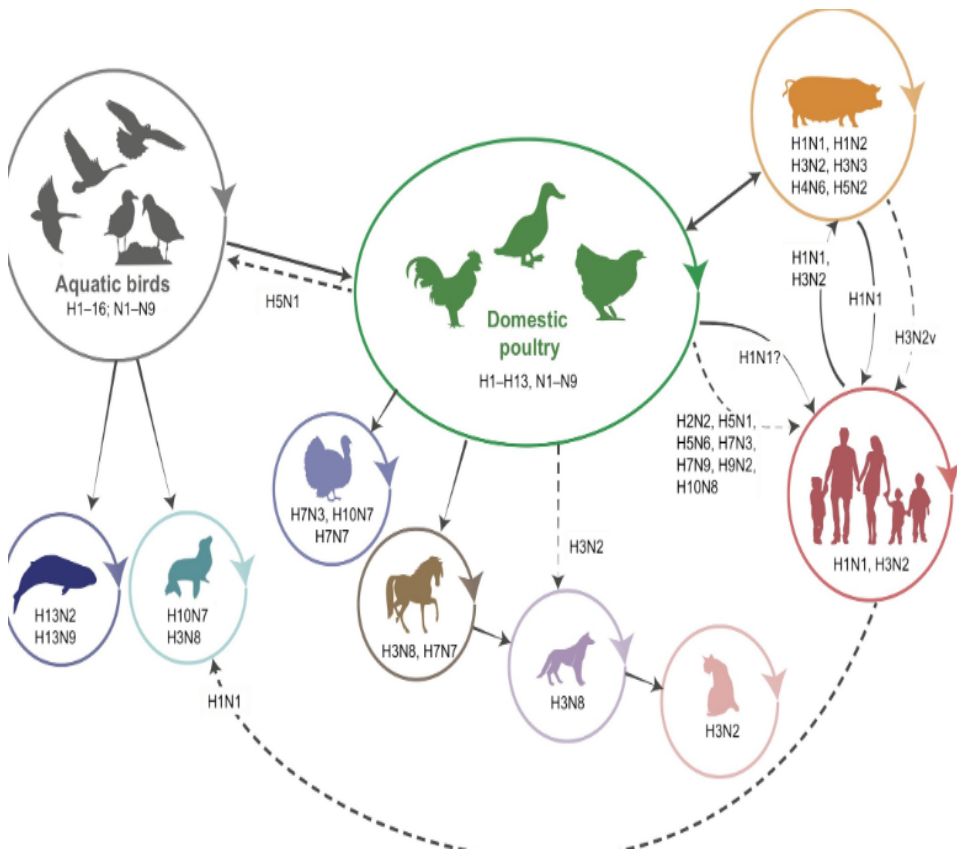 H1N1, H1N2
H3N2, H3N3
H4N6, H5N2
Aquatic birds
H1–16; N1–N9
H5N1
Domestic
poultry
H1–H13, N1–N9
H1N1,
H3N2
H1N1
H3N2v
H1N1?
H2N2, H5N1,
H5N6, H7N3,
H7N9, H9N2,
H10N8
H7N3, H10N7
H7N7
H1N1, H3N2
H3N2
H13N2
H13N9
H10N7
H3N8
H3N8, H7N7
H3N8
H3N2
H1N1